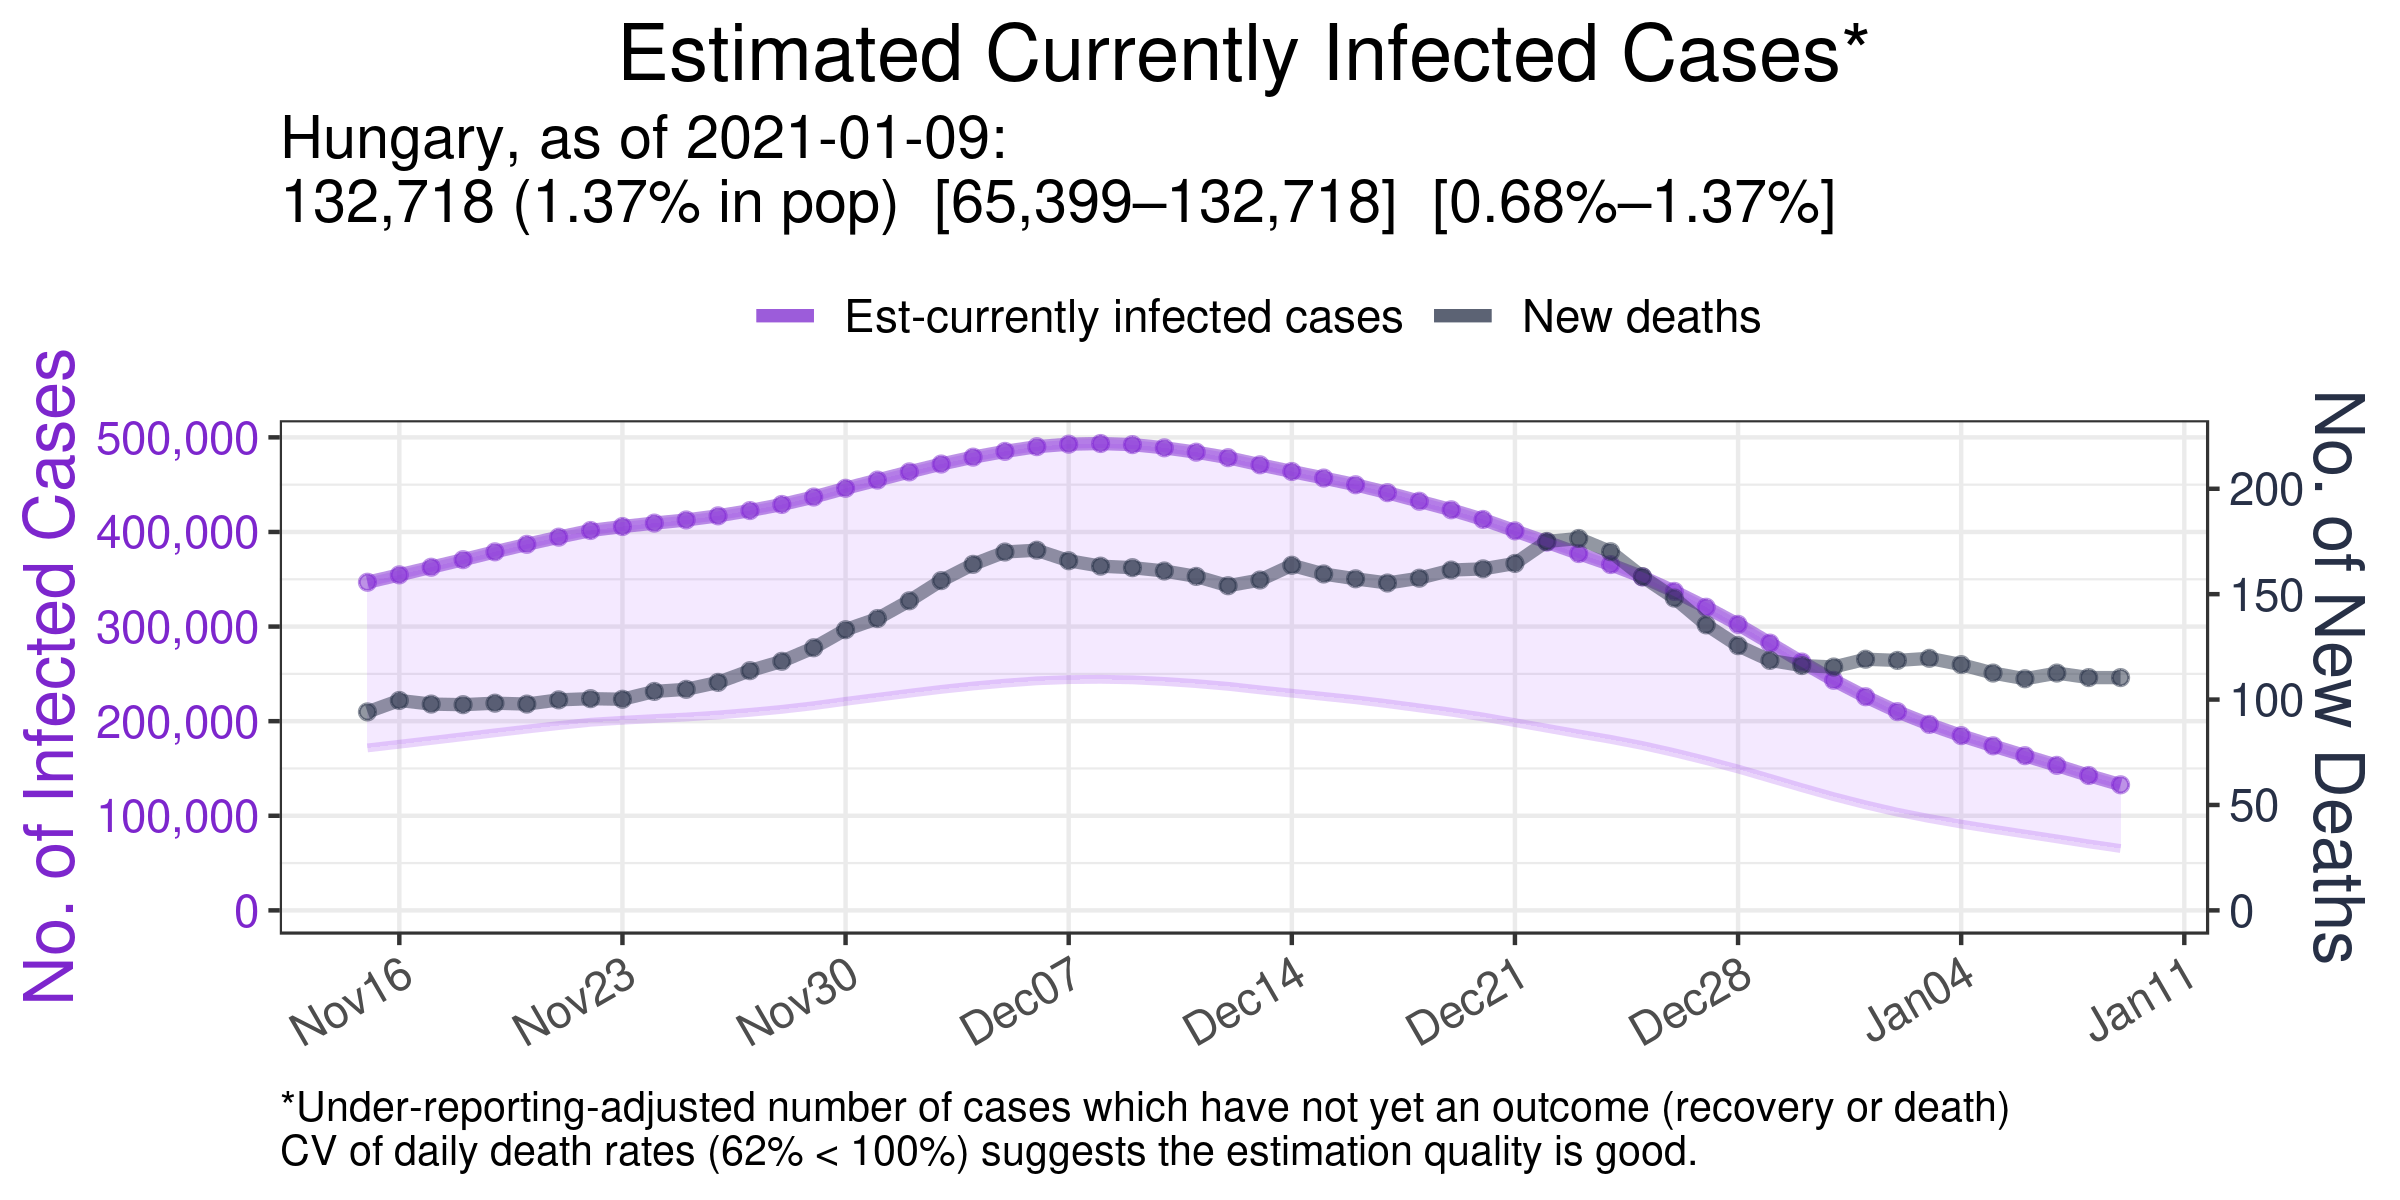 Estimated Currently Infected Cases*
Hungary, as of 2021-01-09:
132,718 (1.37% in pop)  [65,399–132,718]  [0.68%–1.37%]
Est-currently infected cases
New deaths
No. of Infected Cases
500,000
400,000
300,000
200,000
100,000
0
No. of New Deaths
200
150
100
50
0
Nov16
Nov23
Nov30
Dec07
Dec14
Dec21
Dec28
Jan04
Jan11
*Under-reporting-adjusted number of cases which have not yet an outcome (recovery or death)
CV of daily death rates (62% < 100%) suggests the estimation quality is good.